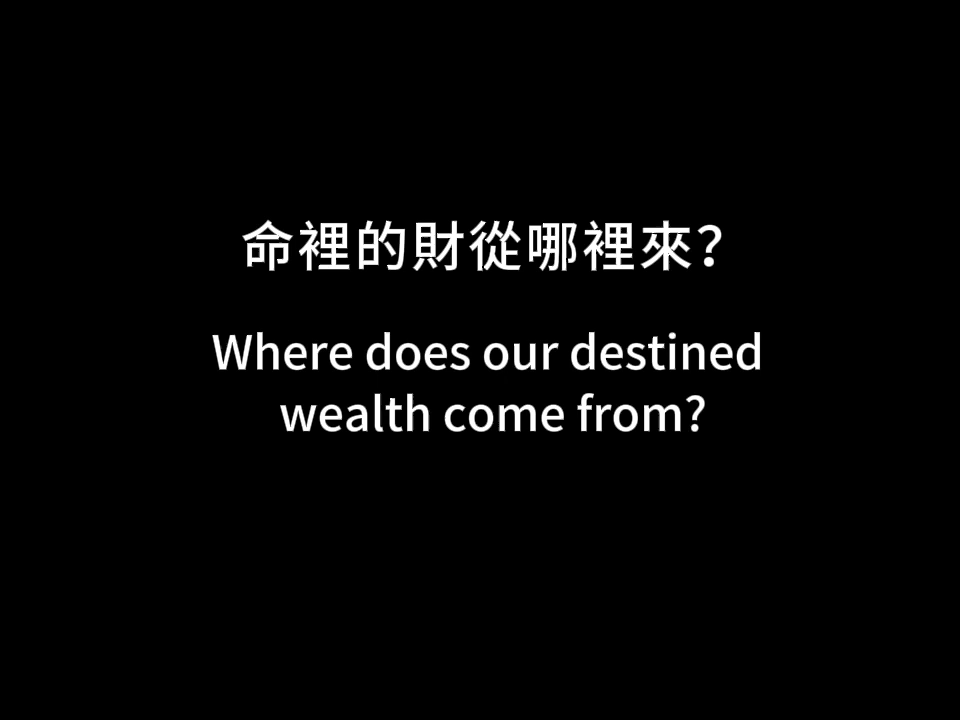 命裡的財從哪裡來?
Where does our destined
wealth come from?